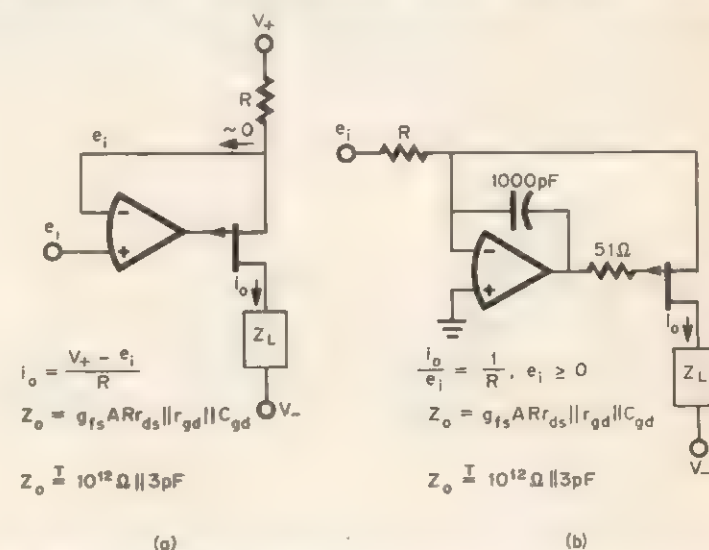 V+
R
~0
e_i
-
+
e_i
i_o
Z_L
V-
i_o = (V+ - e_i) / R
Z_o = g_fs A R r_ds || r_gd || C_gd
Z_o =^T 10^12 Ω || 3pF
(a)
e_i
R
1000pF
51Ω
-
+
i_o
Z_L
V-
i_o / e_i = 1 / R, e_i ≥ 0
Z_o = g_fs A R r_ds || r_gd || C_gd
Z_o =^T 10^12 Ω || 3pF
(b)